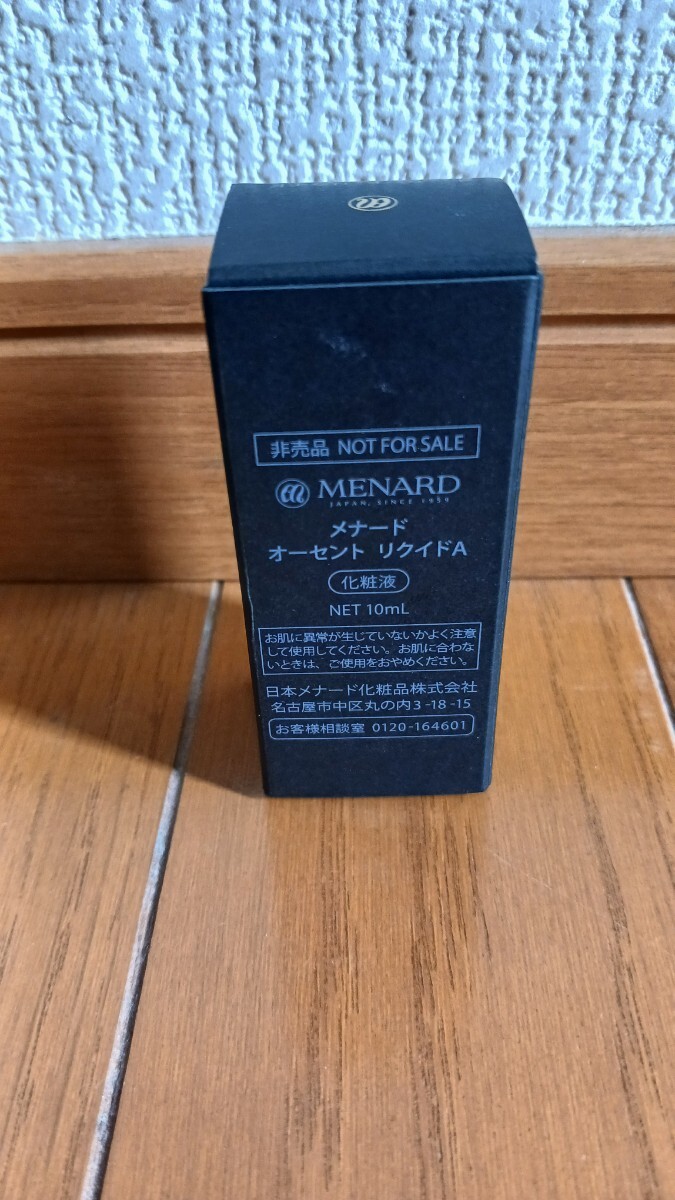 非売品 NOT FOR SALE
MENARD
JAPAN, SINCE 1959
メナード
オーセント リクイドA
化粧液
NET 10mL
お肌に異常が生じていないかよく注意
して使用してください。お肌に合わな
いときは、ご使用をおやめください。
日本メナード化粧品株式会社
名古屋市中区丸の内3-18-15
お客様相談室 0120-164601